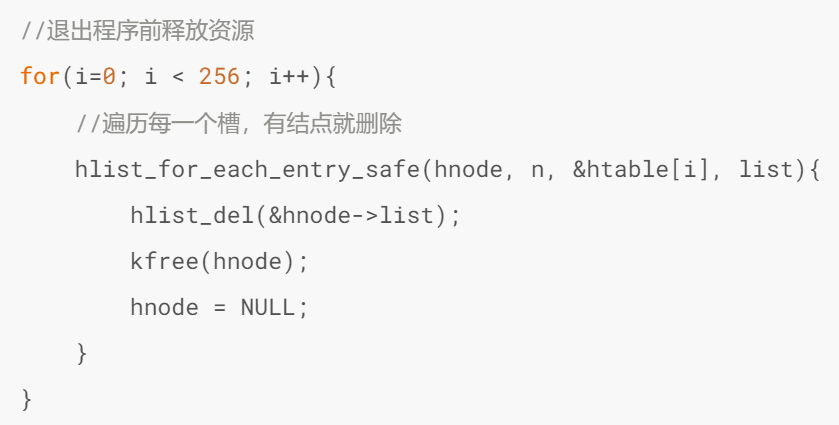 //退出程序前释放资源
for(i=0; i < 256; i++){
    //遍历每一个槽，有结点就删除
    hlist_for_each_entry_safe(hnode, n, &htable[i], list){
        hlist_del(&hnode->list);
        kfree(hnode);
        hnode = NULL;
    }
}